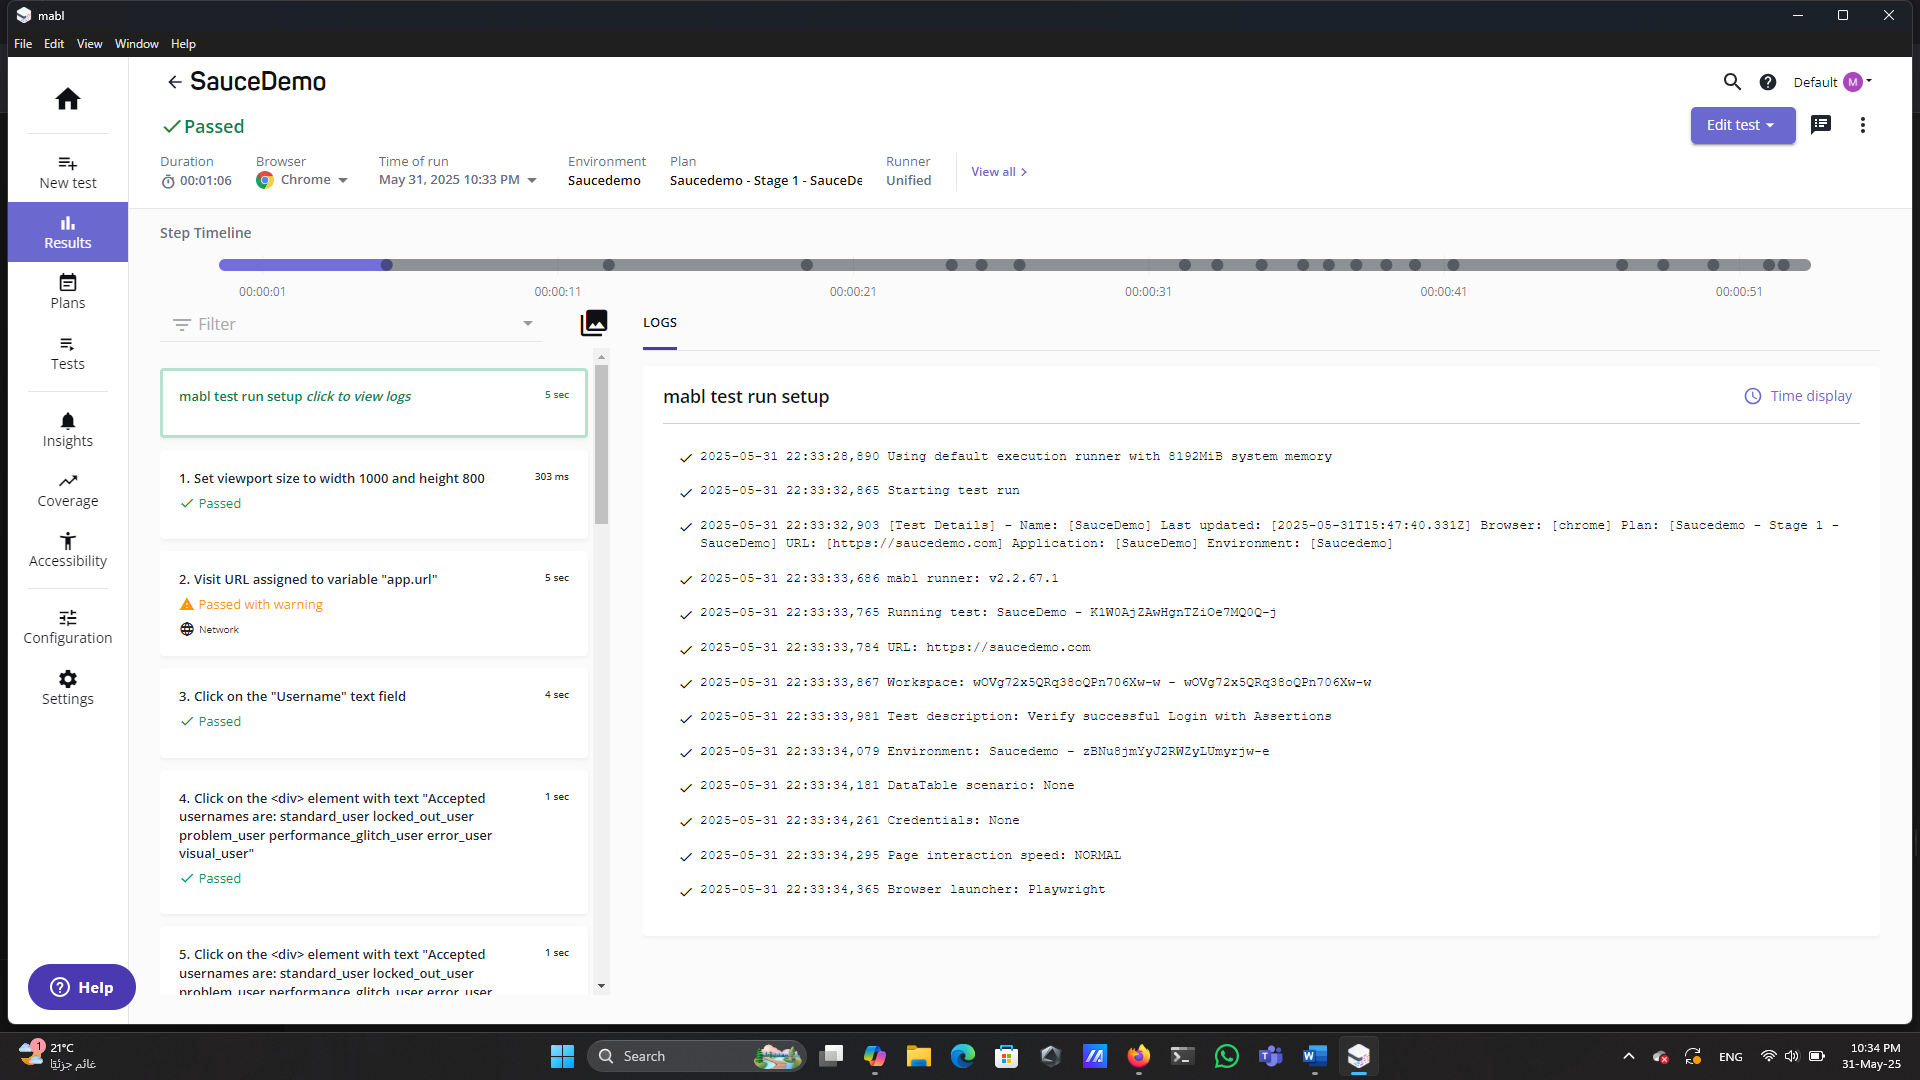 mabl
File Edit View Window Help
SauceDemo
Default M
Passed
Edit test
Duration
00:01:06
Browser
Chrome
Time of run
May 31, 2025 10:33 PM
Environment
Saucedemo
Plan
Saucedemo - Stage 1 - SauceDe
Runner
Unified
View all
New test
Results
Plans
Tests
Insights
Coverage
Accessibility
Configuration
Settings
Help
Step Timeline
00:00:01 00:00:11 00:00:21 00:00:31 00:00:41 00:00:51
Filter
mabl test run setup click to view logs 5 sec
1. Set viewport size to width 1000 and height 800 303 ms
Passed
2. Visit URL assigned to variable "app.url" 5 sec
Passed with warning
Network
3. Click on the "Username" text field 4 sec
Passed
4. Click on the <div> element with text "Accepted 1 sec
usernames are: standard_user locked_out_user
problem_user performance_glitch_user error_user
visual_user"
Passed
5. Click on the <div> element with text "Accepted 1 sec
usernames are: standard_user locked_out_user
problem_user performance_glitch_user error_user
LOGS
mabl test run setup
Time display
2025-05-31 22:33:28,890 Using default execution runner with 8192MiB system memory
2025-05-31 22:33:32,865 Starting test run
2025-05-31 22:33:32,903 [Test Details] - Name: [SauceDemo] Last updated: [2025-05-31T15:47:40.331Z] Browser: [chrome] Plan: [Saucedemo - Stage 1 -
SauceDemo] URL: [https://saucedemo.com] Application: [SauceDemo] Environment: [Saucedemo]
2025-05-31 22:33:33,686 mabl runner: v2.2.67.1
2025-05-31 22:33:33,765 Running test: SauceDemo - K1W0AjZAwHgnTZiOe7MQ0Q-j
2025-05-31 22:33:33,784 URL: https://saucedemo.com
2025-05-31 22:33:33,867 Workspace: wOVg72x5QRq38oQPn706Xw-w - wOVg72x5QRq38oQPn706Xw-w
2025-05-31 22:33:33,981 Test description: Verify successful Login with Assertions
2025-05-31 22:33:34,079 Environment: Saucedemo - zBNu8jmYyJ2RWZyLUmyrjw-e
2025-05-31 22:33:34,181 DataTable scenario: None
2025-05-31 22:33:34,261 Credentials: None
2025-05-31 22:33:34,295 Page interaction speed: NORMAL
2025-05-31 22:33:34,365 Browser launcher: Playwright
1
21°C
غائم جزئيًا
Search
ENG
10:34 PM
31-May-25